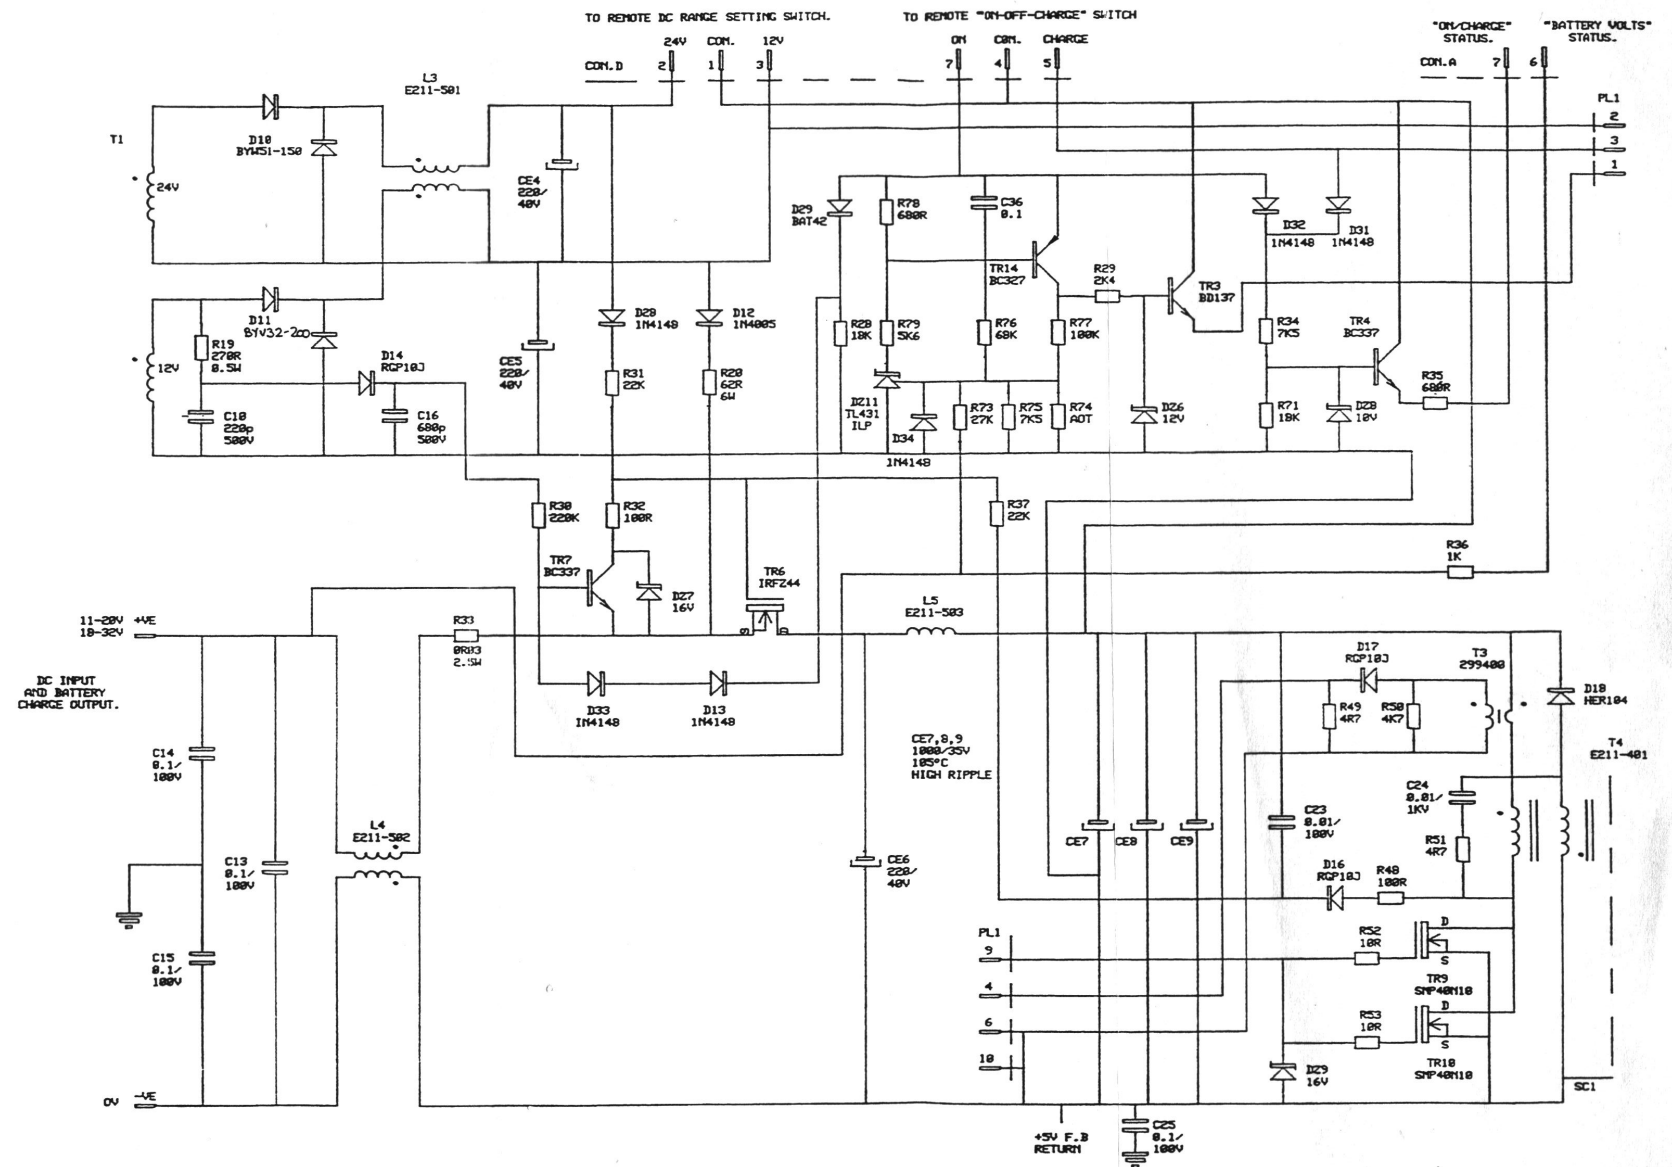 TO REMOTE DC RANGE SETTING SWITCH.
TO REMOTE "ON-OFF-CHARGE" SWITCH
"ON/CHARGE"
STATUS.
"BATTERY VOLTS"
STATUS.
24V
COM.
12V
ON
COM.
CHARGE
CON.D
2
1
3
7
4
5
CON.A
7
6
PL1
2
3
1
L3
E211-501
T1
D10
BYW51-150
24V
CE4
220/
40V
D29
BAT42
R78
680R
C36
0.1
D32
1N4148
D31
1N4148
TR14
BC327
R29
2K4
TR3
BD137
D11
BYV32-200
R19
270R
0.5W
12V
D14
RGP10J
CE5
220/
40V
D28
1N4148
D12
1N4005
R28
18K
R79
5K6
R76
68K
R77
100K
R34
7K5
TR4
BC337
C10
220p
500V
C16
680p
500V
R31
22K
R20
62R
6W
DZ11
TL431
ILP
D34
1N4148
R73
27K
R75
7K5
R74
AOT
DZ6
12V
R71
18K
DZ8
10V
R35
680R
R30
220K
R32
100R
R37
22K
TR7
BC337
DZ7
16V
TR6
IRFZ44
R36
1K
L5
E211-503
11-20V
18-32V
+VE
R33
0R03
2.5W
S
D
DC INPUT
AND BATTERY
CHARGE OUTPUT.
D33
1N4148
D13
1N4148
D17
RGP10J
T3
299400
D18
HER104
R49
4R7
R50
4K7
CE7,8,9
1000/35V
105°C
HIGH RIPPLE
T4
E211-401
C14
0.1/
100V
C24
0.01/
1KV
L4
E211-502
C23
0.01/
100V
R51
4R7
CE7
CE8
CE9
C13
0.1/
100V
CE6
220/
40V
D16
RGP10J
R48
100R
C15
0.1/
100V
PL1
9
4
6
10
R52
10R
D
S
TR9
SMP40N10
R53
10R
D
S
TR10
SMP40N10
DZ9
16V
SC1
0V
-VE
+5V F.B
RETURN
C25
0.1/
100V